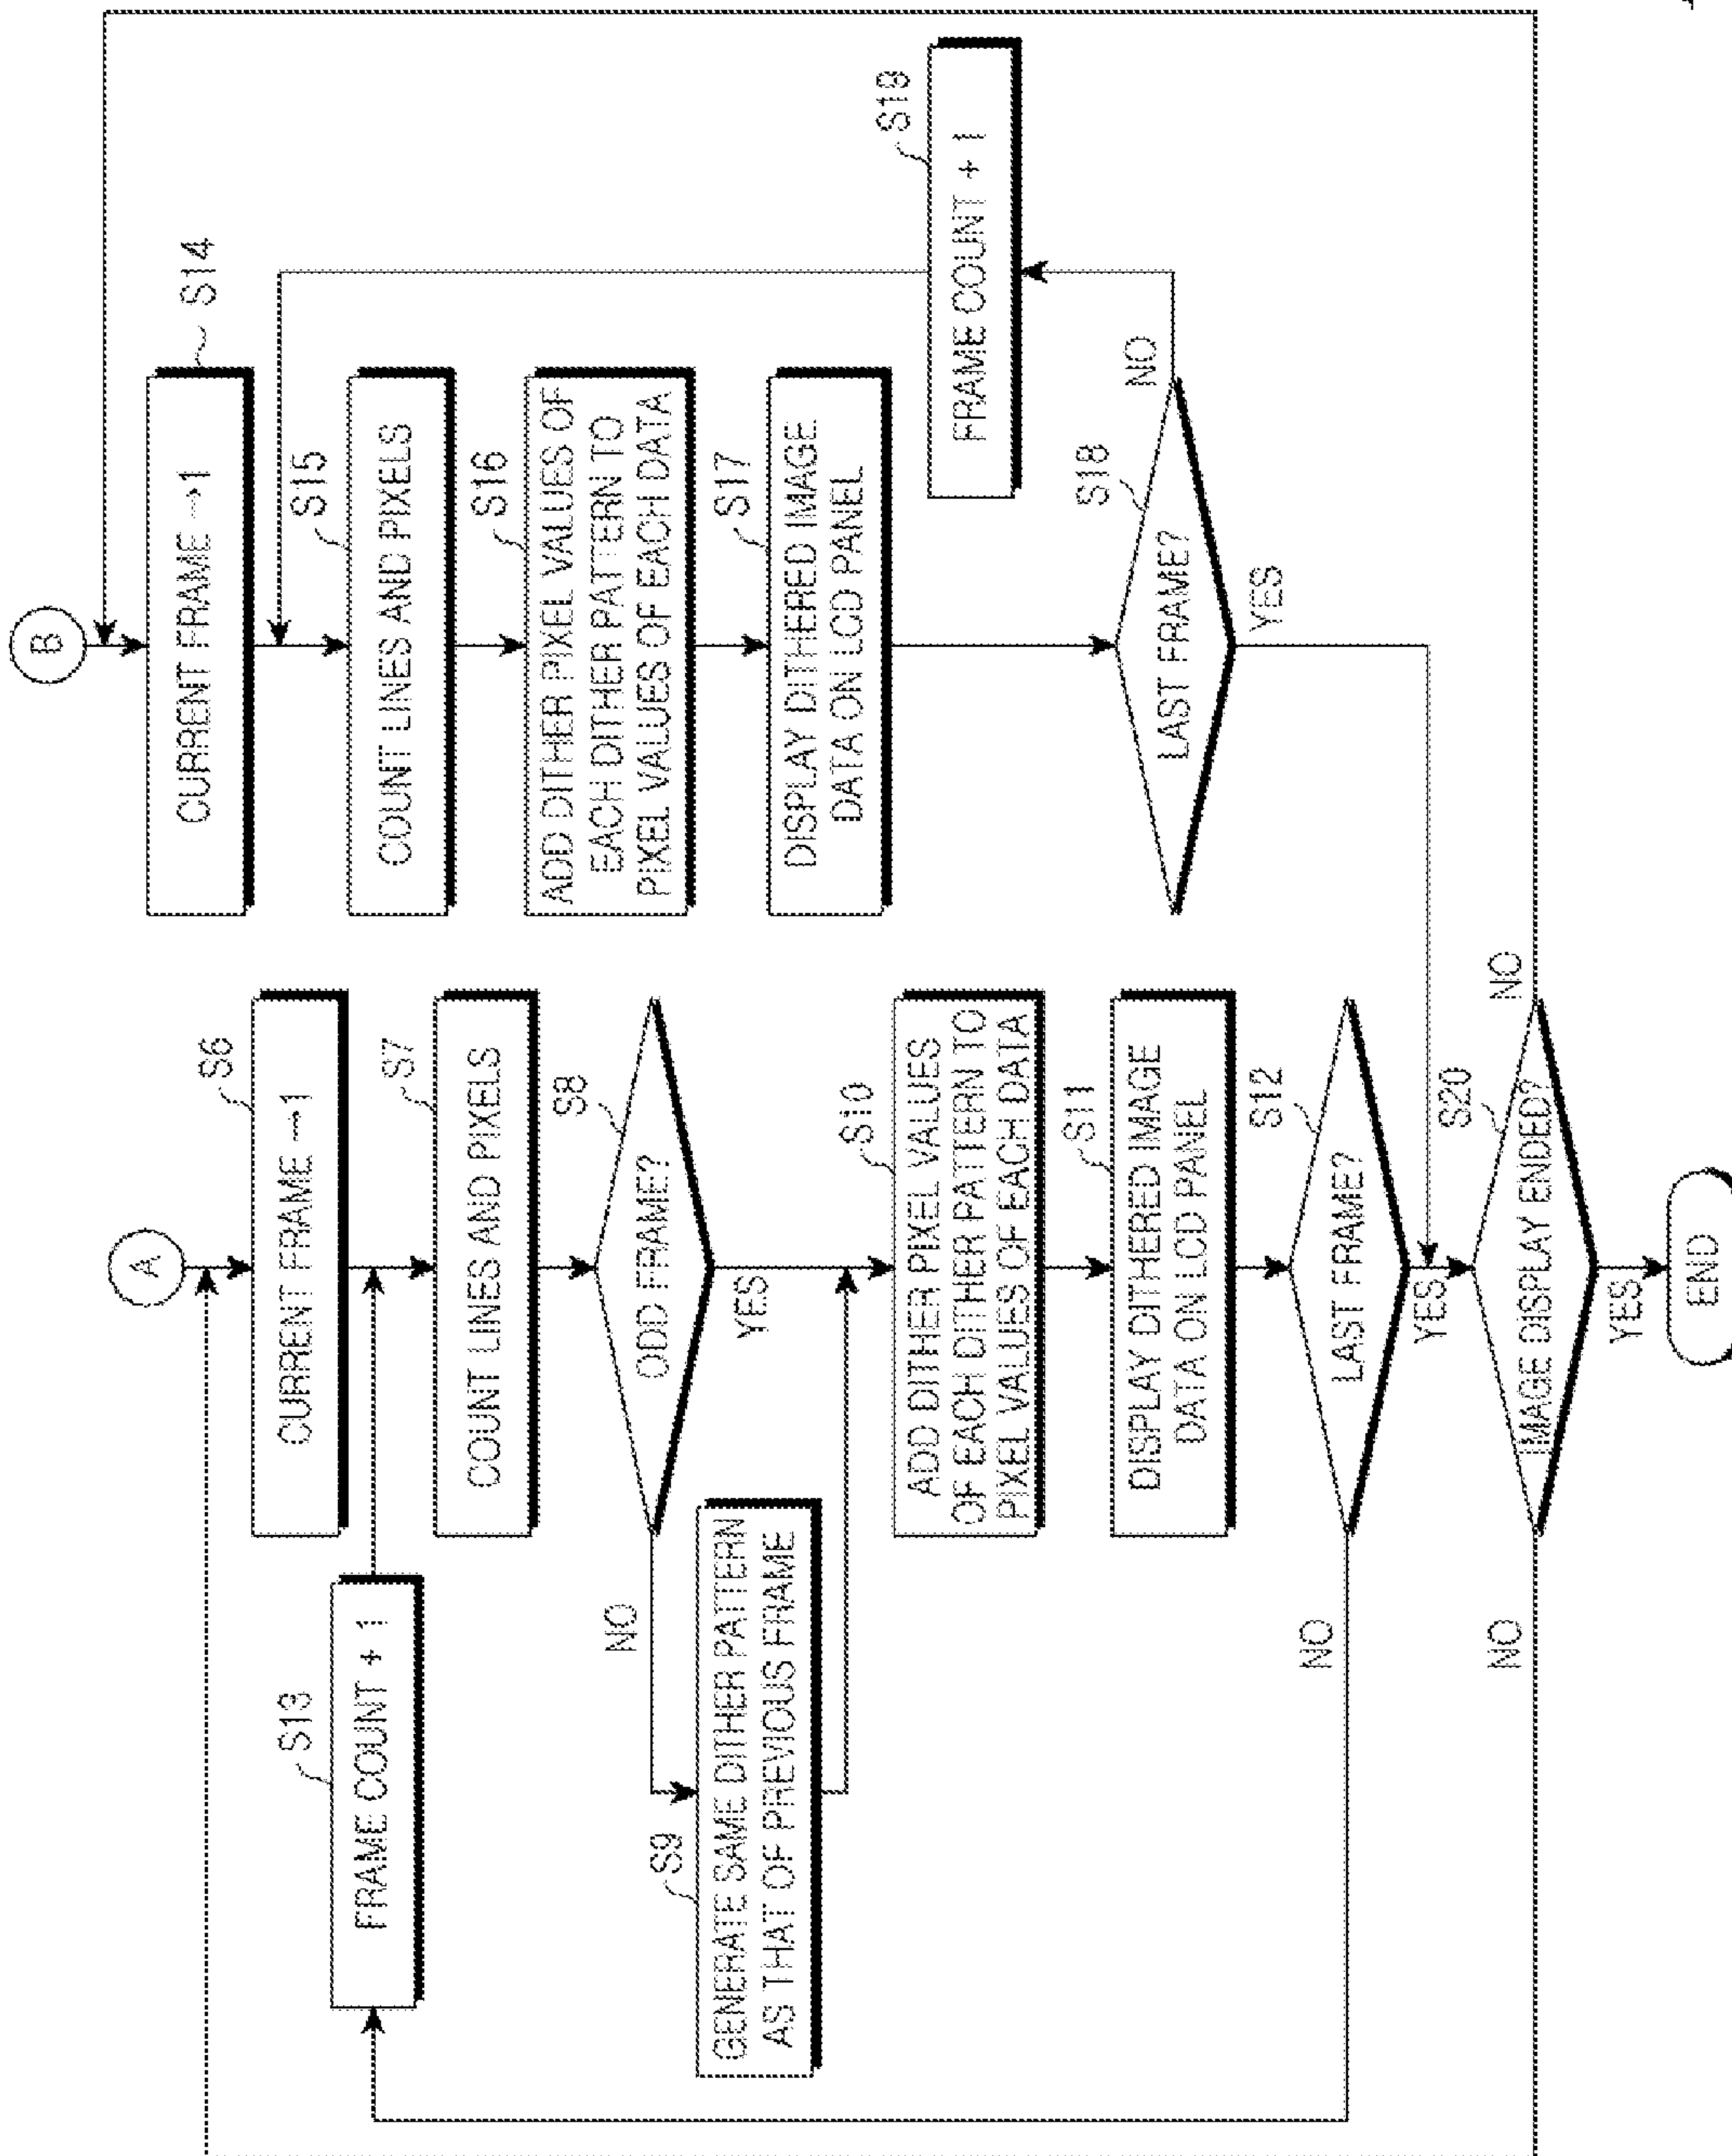 A
S6
CURRENT FRAME →1
S13
FRAME COUNT + 1
S7
COUNT LINES AND PIXELS
S8
ODD FRAME?
NO
YES
S9
GENERATE SAME DITHER PATTERN
AS THAT OF PREVIOUS FRAME
S10
ADD DITHER PIXEL VALUES
OF EACH DITHER PATTERN TO
PIXEL VALUES OF EACH DATA
S11
DISPLAY DITHERED IMAGE
DATA ON LCD PANEL
S12
LAST FRAME?
NO
YES
S20
IMAGE DISPLAY ENDED?
NO
NO
YES
END
B
S14
CURRENT FRAME →1
S15
COUNT LINES AND PIXELS
S16
ADD DITHER PIXEL VALUES OF
EACH DITHER PATTERN TO
PIXEL VALUES OF EACH DATA
S17
DISPLAY DITHERED IMAGE
DATA ON LCD PANEL
S18
LAST FRAME?
NO
YES
S19
FRAME COUNT + 1